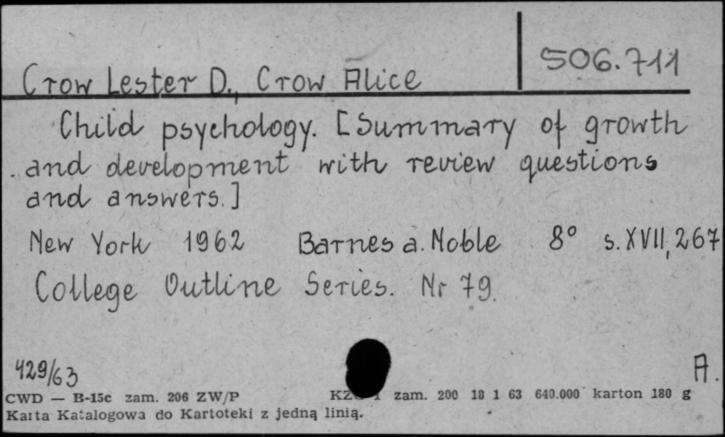 506.711
Crow Lester D., Crow Alice
Child psychology. [Summary of growth
and development with review questions
and answers.]
New York 1962 Barnes a. Noble 8° s. XVII, 267
College Outline Series. Nr 79.
429/63
A.
CWD — B-15c zam. 206 ZW/P zam. 200 18 1 63 640.000 karton 180 g
Karta Katalogowa do Kartoteki z jedną linią.